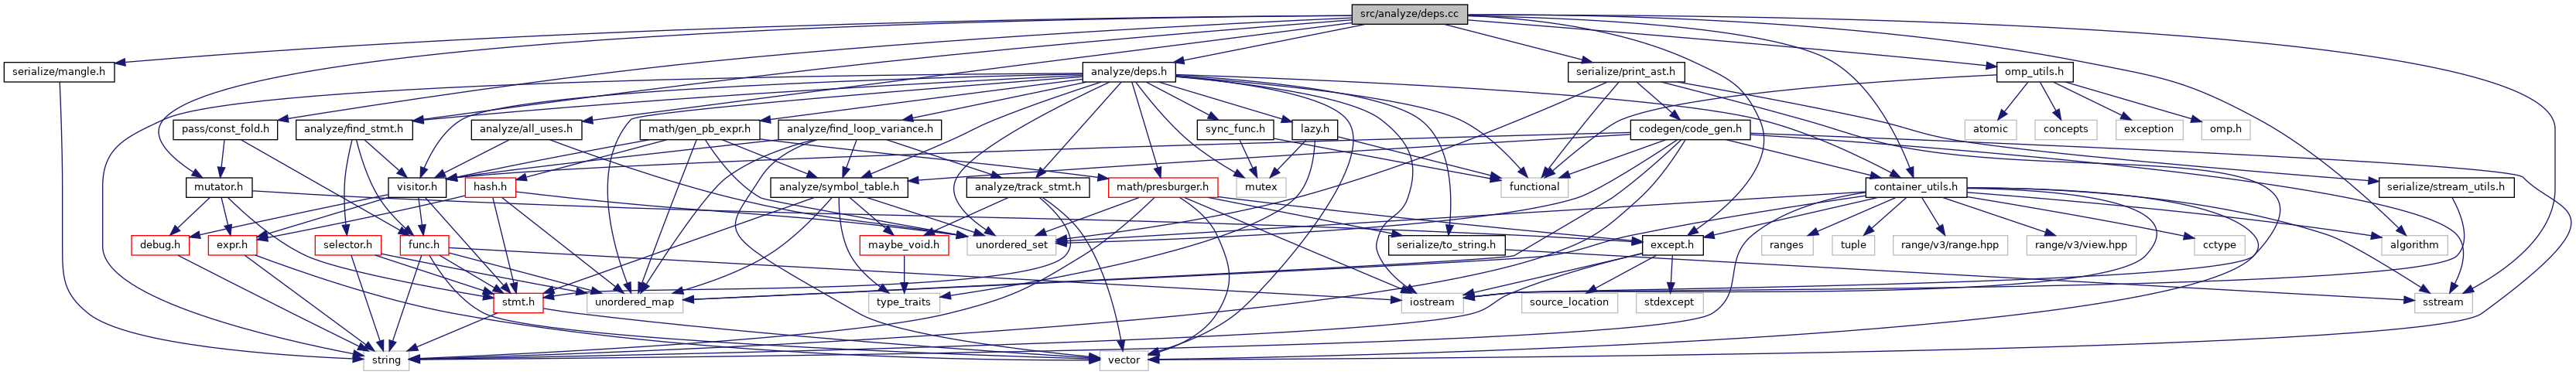 src/analyze/deps.cc
serialize/mangle.h
analyze/deps.h
serialize/print_ast.h
omp_utils.h
pass/const_fold.h
analyze/find_stmt.h
analyze/all_uses.h
math/gen_pb_expr.h
analyze/find_loop_variance.h
sync_func.h
lazy.h
codegen/code_gen.h
atomic
concepts
exception
omp.h
mutator.h
visitor.h
hash.h
analyze/symbol_table.h
analyze/track_stmt.h
math/presburger.h
mutex
functional
container_utils.h
serialize/stream_utils.h
debug.h
expr.h
selector.h
func.h
maybe_void.h
unordered_set
serialize/to_string.h
except.h
ranges
tuple
range/v3/range.hpp
range/v3/view.hpp
cctype
algorithm
stmt.h
unordered_map
type_traits
iostream
source_location
stdexcept
sstream
string
vector